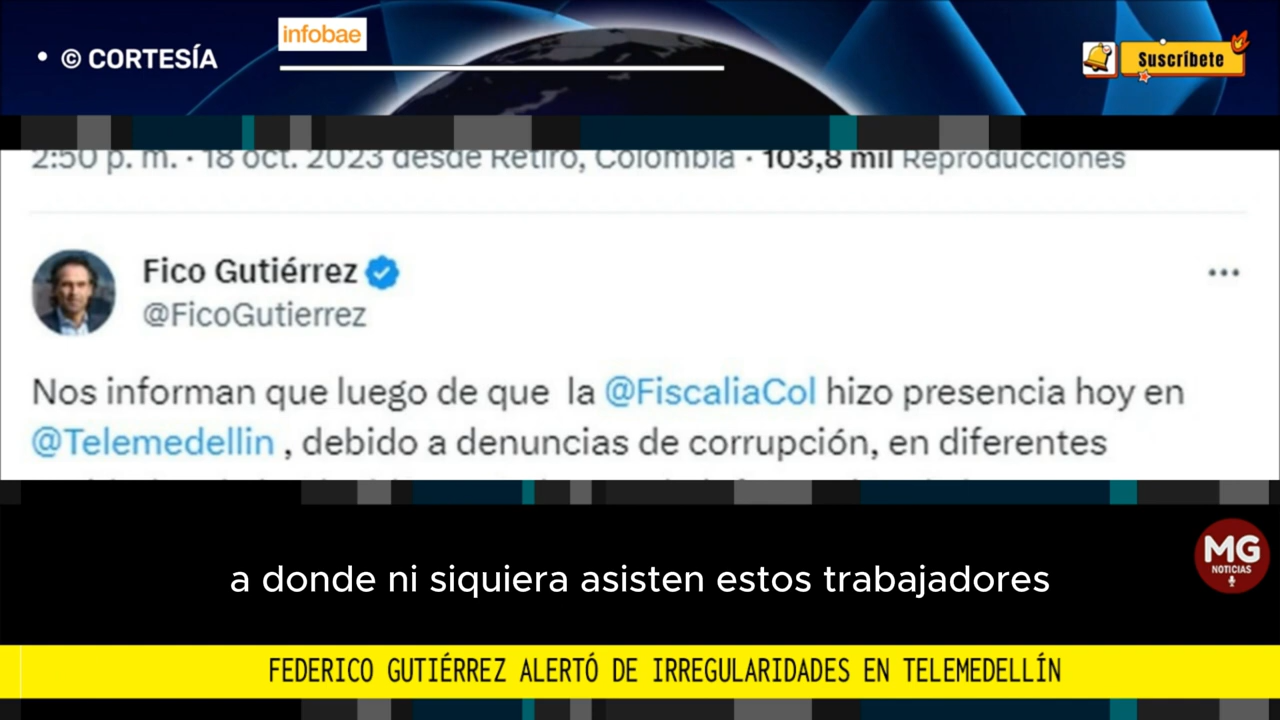 infobae
• © CORTESÍA
Suscríbete
2:50 p. m. · 18 oct. 2023 desde Retiro, Colombia · 103,8 mil Reproducciones
Fico Gutiérrez
@FicoGutierrez
Nos informan que luego de que la @FiscaliaCol hizo presencia hoy en
@Telemedellin , debido a denuncias de corrupción, en diferentes
a donde ni siquiera asisten estos trabajadores
MG
NOTICIAS
FEDERICO GUTIÉRREZ ALERTÓ DE IRREGULARIDADES EN TELEMEDELLÍN